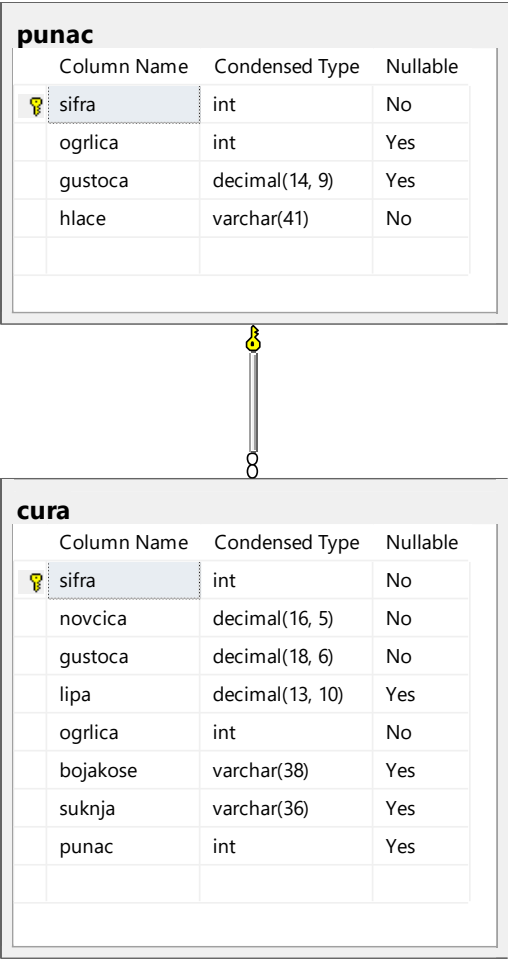 punac
Column Name Condensed Type Nullable
sifra int No
ogrlica int Yes
gustoca decimal(14, 9) Yes
hlace varchar(41) No
cura
Column Name Condensed Type Nullable
sifra int No
novcica decimal(16, 5) No
gustoca decimal(18, 6) No
lipa decimal(13, 10) Yes
ogrlica int No
bojakose varchar(38) Yes
suknja varchar(36) Yes
punac int Yes